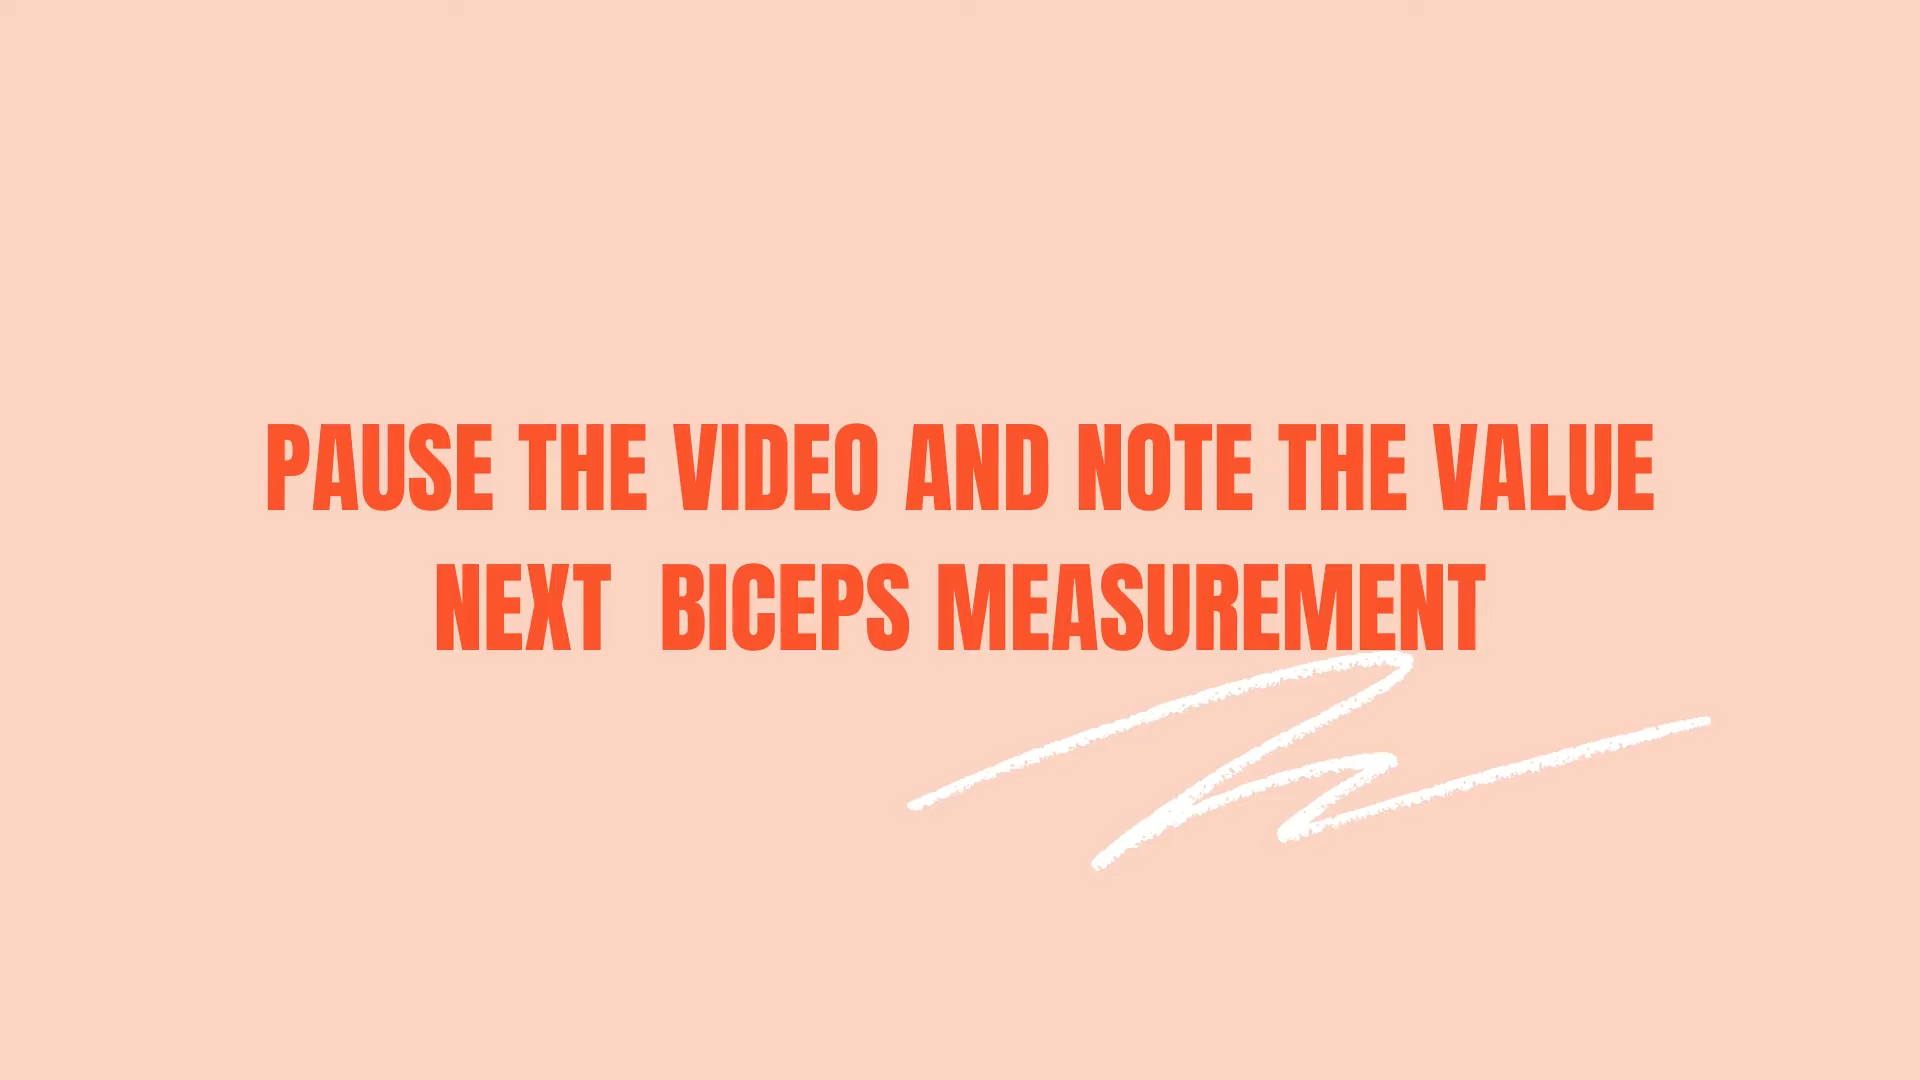 PAUSE THE VIDEO AND NOTE THE VALUE
NEXT BICEPS MEASUREMENT